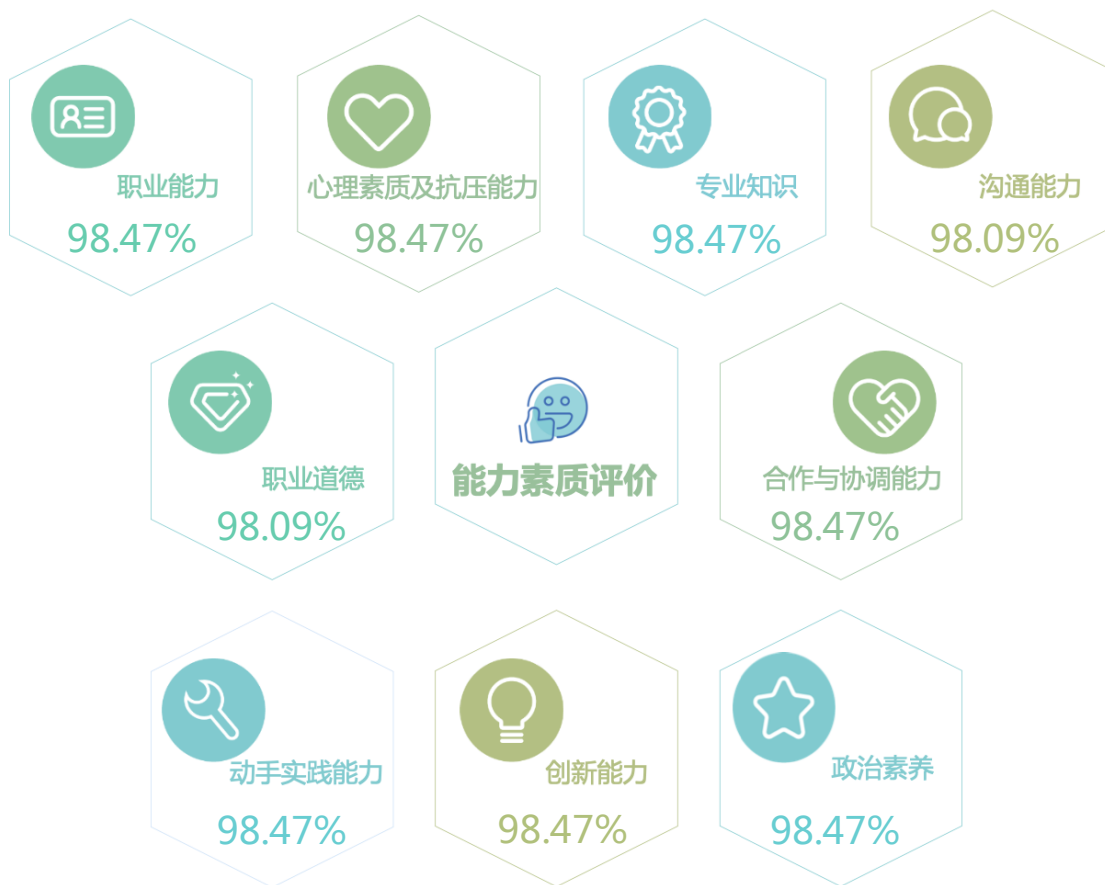 职业能力
98.47%
心理素质及抗压能力
98.47%
专业知识
98.47%
沟通能力
98.09%
职业道德
98.09%
能力素质评价
合作与协调能力
98.47%
动手实践能力
98.47%
创新能力
98.47%
政治素养
98.47%